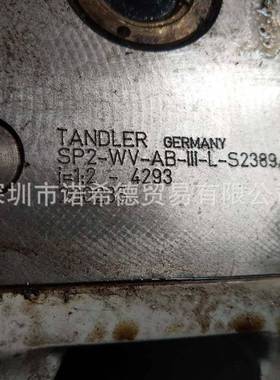 TANDLER GERMANY
SP2-WV-AB-III-L-S2389
i=1:2 - 4293
深圳市诺希德贸易有限公司